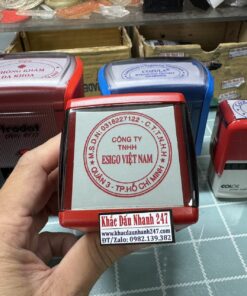 M.S.D.N: 0318227122 - C.T.T.N.H.H
CÔNG TY
TNHH
ESIGO VIỆT NAM
QUẬN 3 - TP. HỒ CHÍ MINH
Khắc Dấu Nhanh 247
www.khacdaunhanh247.com
ĐT/Zalo: 0982.139.382
trodat
COLOP